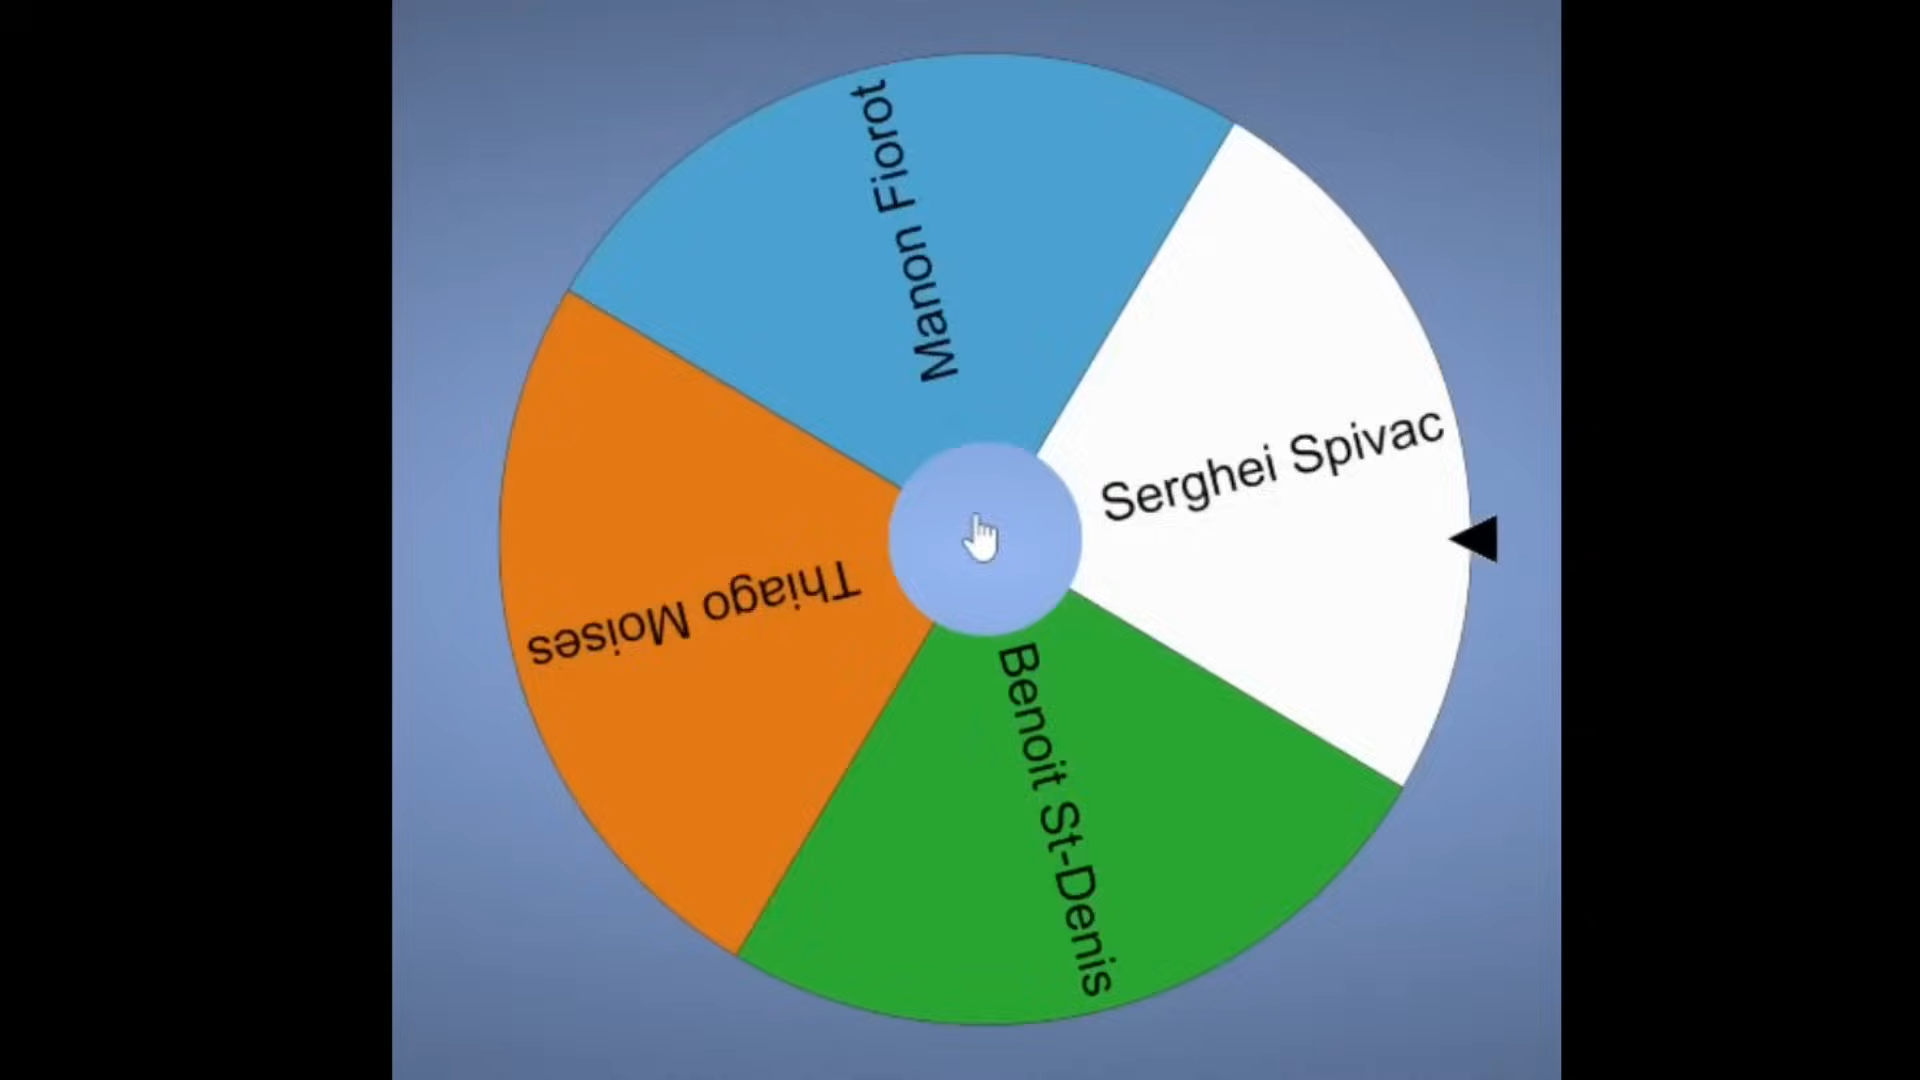 Manon Fiorot
Serghei Spivac
Thiago Moises
Benoit St-Denis